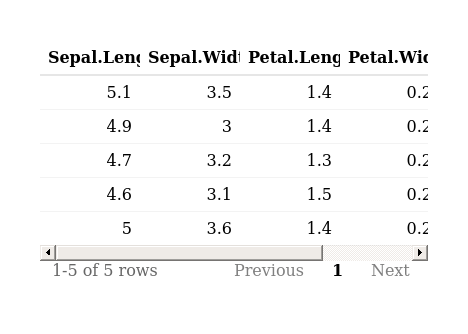 Sepal.Leng Sepal.Widt Petal.Leng Petal.Wid
5.1 3.5 1.4 0.2
4.9 3 1.4 0.2
4.7 3.2 1.3 0.2
4.6 3.1 1.5 0.2
5 3.6 1.4 0.2
1-5 of 5 rows Previous 1 Next